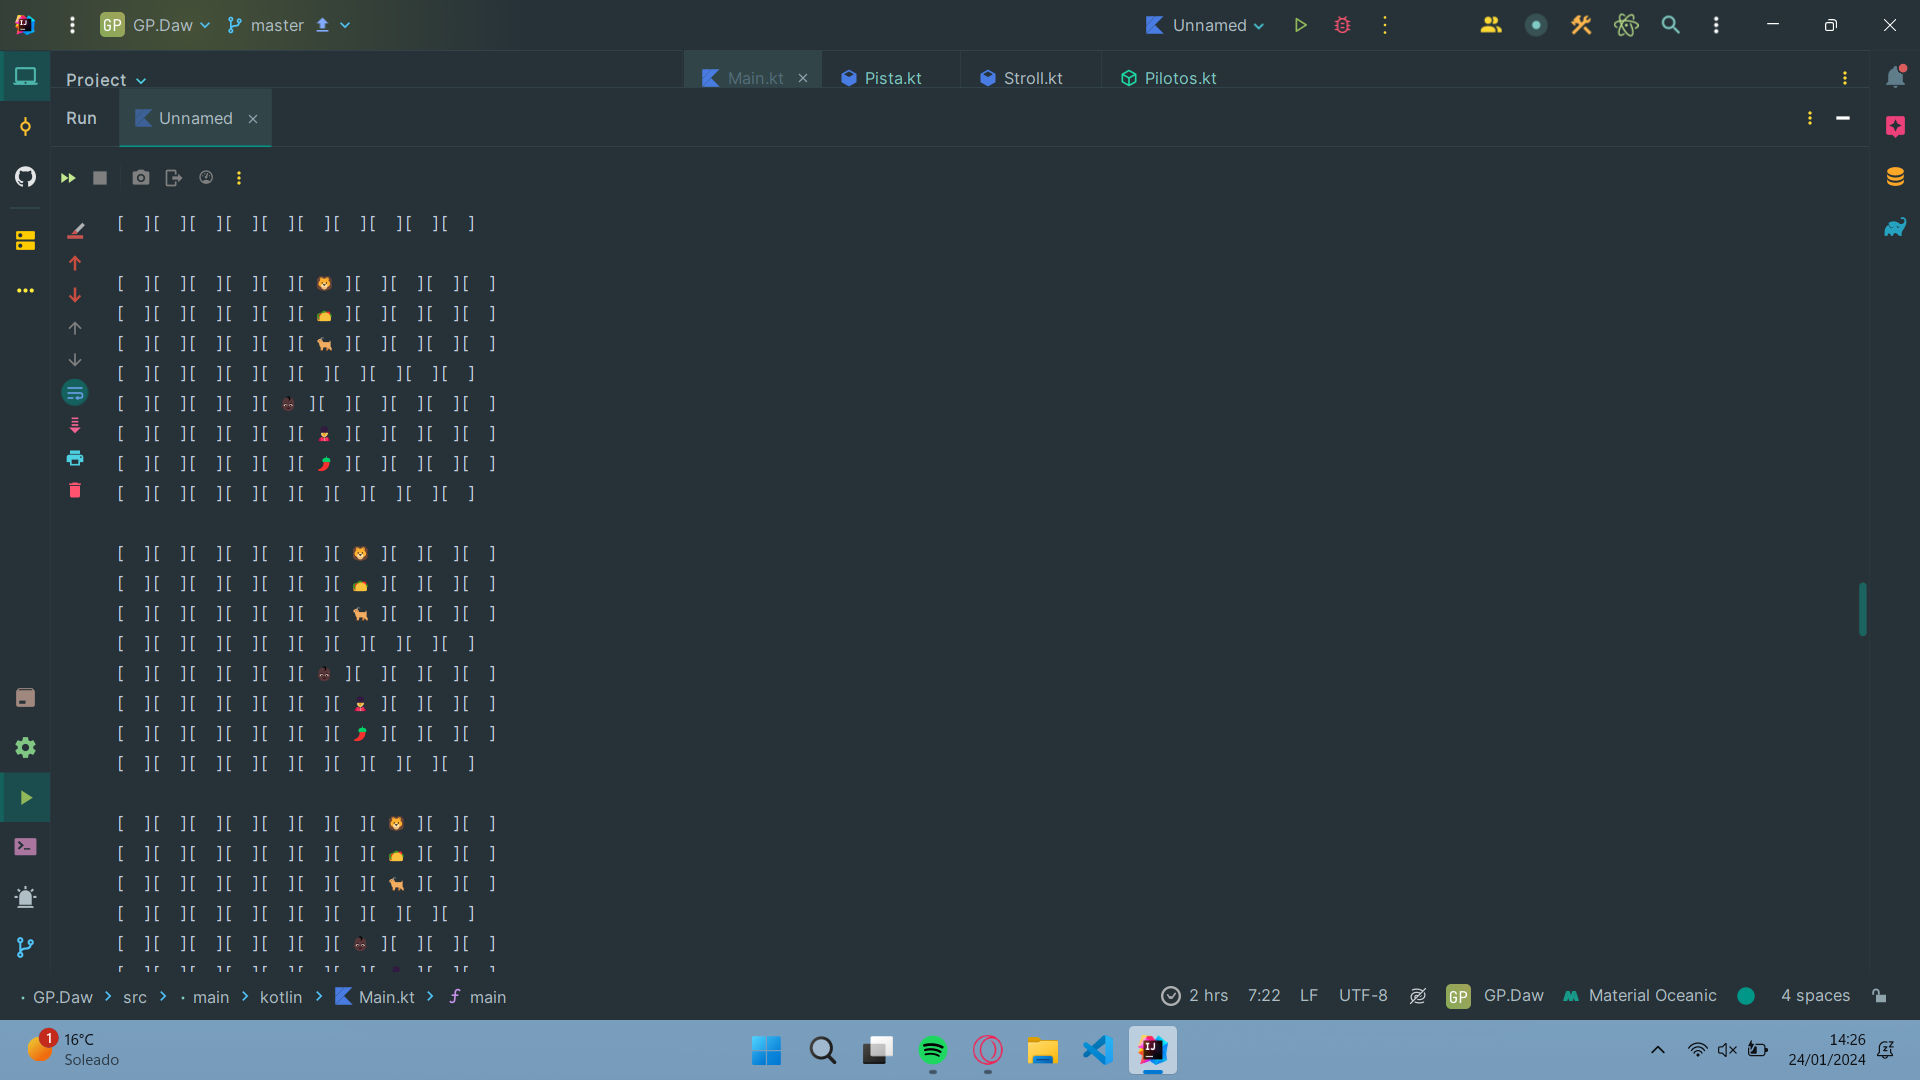 GP GP.Daw master Unnamed
Project Main.kt Pista.kt Stroll.kt Pilotos.kt
Run Unnamed
[  ][  ][  ][  ][  ][  ][  ][  ][  ][  ]
[  ][  ][  ][  ][  ][ 🦁 ][  ][  ][  ][  ]
[  ][  ][  ][  ][  ][ 🌮 ][  ][  ][  ][  ]
[  ][  ][  ][  ][  ][ 🐐 ][  ][  ][  ][  ]
[  ][  ][  ][  ][  ][  ][  ][  ][  ][  ]
[  ][  ][  ][  ][ 👶🏿 ][  ][  ][  ][  ][  ]
[  ][  ][  ][  ][  ][ 💂🏻 ][  ][  ][  ][  ]
[  ][  ][  ][  ][  ][ 🌶 ][  ][  ][  ][  ]
[  ][  ][  ][  ][  ][  ][  ][  ][  ][  ]
[  ][  ][  ][  ][  ][  ][ 🦁 ][  ][  ][  ]
[  ][  ][  ][  ][  ][  ][ 🌮 ][  ][  ][  ]
[  ][  ][  ][  ][  ][  ][ 🐐 ][  ][  ][  ]
[  ][  ][  ][  ][  ][  ][  ][  ][  ][  ]
[  ][  ][  ][  ][  ][ 👶🏿 ][  ][  ][  ][  ]
[  ][  ][  ][  ][  ][  ][ 💂🏻 ][  ][  ][  ]
[  ][  ][  ][  ][  ][  ][ 🌶 ][  ][  ][  ]
[  ][  ][  ][  ][  ][  ][  ][  ][  ][  ]
[  ][  ][  ][  ][  ][  ][  ][ 🦁 ][  ][  ]
[  ][  ][  ][  ][  ][  ][  ][ 🌮 ][  ][  ]
[  ][  ][  ][  ][  ][  ][  ][ 🐐 ][  ][  ]
[  ][  ][  ][  ][  ][  ][  ][  ][  ][  ]
[  ][  ][  ][  ][  ][  ][ 👶🏿 ][  ][  ][  ]
GP.Daw > src > main > kotlin > Main.kt > main 2 hrs 7:22 LF UTF-8 GP GP.Daw Material Oceanic 4 spaces
1 16°C
Soleado
14:26
24/01/2024